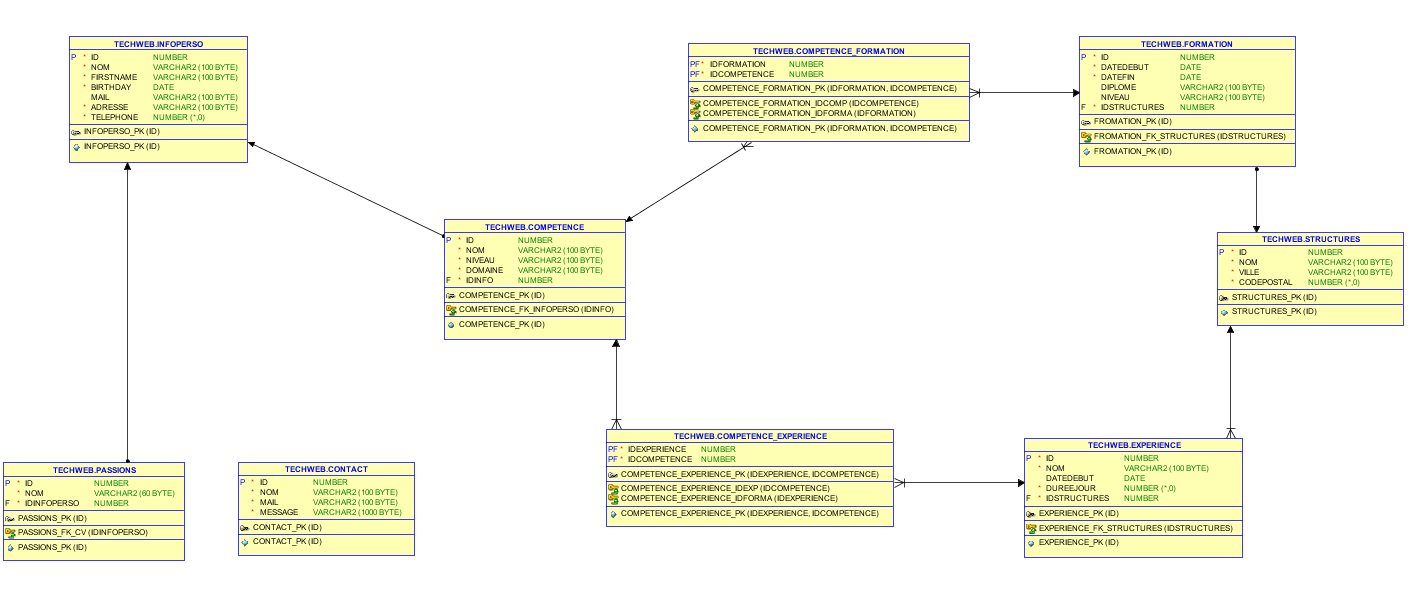 TECHWEB.INFOPERSO
P * ID NUMBER
* NOM VARCHAR2 (100 BYTE)
* FIRSTNAME VARCHAR2 (100 BYTE)
* BIRTHDAY DATE
MAIL VARCHAR2 (100 BYTE)
* ADRESSE VARCHAR2 (100 BYTE)
* TELEPHONE NUMBER (*,0)
INFOPERSO_PK (ID)
INFOPERSO_PK (ID)
TECHWEB.COMPETENCE_FORMATION
PF * IDFORMATION NUMBER
PF * IDCOMPETENCE NUMBER
COMPETENCE_FORMATION_PK (IDFORMATION, IDCOMPETENCE)
COMPETENCE_FORMATION_IDCOMP (IDCOMPETENCE)
COMPETENCE_FORMATION_IDFORMA (IDFORMATION)
COMPETENCE_FORMATION_PK (IDFORMATION, IDCOMPETENCE)
TECHWEB.FORMATION
P * ID NUMBER
* DATEDEBUT DATE
* DATEFIN DATE
DIPLOME VARCHAR2 (100 BYTE)
NIVEAU VARCHAR2 (100 BYTE)
F * IDSTRUCTURES NUMBER
FROMATION_PK (ID)
FROMATION_FK_STRUCTURES (IDSTRUCTURES)
FROMATION_PK (ID)
TECHWEB.COMPETENCE
P * ID NUMBER
* NOM VARCHAR2 (100 BYTE)
* NIVEAU VARCHAR2 (100 BYTE)
* DOMAINE VARCHAR2 (100 BYTE)
F * IDINFO NUMBER
COMPETENCE_PK (ID)
COMPETENCE_FK_INFOPERSO (IDINFO)
COMPETENCE_PK (ID)
TECHWEB.STRUCTURES
P * ID NUMBER
* NOM VARCHAR2 (100 BYTE)
* VILLE VARCHAR2 (100 BYTE)
* CODEPOSTAL NUMBER (*,0)
STRUCTURES_PK (ID)
STRUCTURES_PK (ID)
TECHWEB.PASSIONS
P * ID NUMBER
* NOM VARCHAR2 (60 BYTE)
F * IDINFOPERSO NUMBER
PASSIONS_PK (ID)
PASSIONS_FK_CV (IDINFOPERSO)
PASSIONS_PK (ID)
TECHWEB.CONTACT
P * ID NUMBER
* NOM VARCHAR2 (100 BYTE)
* MAIL VARCHAR2 (100 BYTE)
* MESSAGE VARCHAR2 (1000 BYTE)
CONTACT_PK (ID)
CONTACT_PK (ID)
TECHWEB.COMPETENCE_EXPERIENCE
PF * IDEXPERIENCE NUMBER
PF * IDCOMPETENCE NUMBER
COMPETENCE_EXPERIENCE_PK (IDEXPERIENCE, IDCOMPETENCE)
COMPETENCE_EXPERIENCE_IDEXP (IDCOMPETENCE)
COMPETENCE_EXPERIENCE_IDFORMA (IDEXPERIENCE)
COMPETENCE_EXPERIENCE_PK (IDEXPERIENCE, IDCOMPETENCE)
TECHWEB.EXPERIENCE
P * ID NUMBER
* NOM VARCHAR2 (100 BYTE)
DATEDEBUT DATE
* DUREEJOUR NUMBER (*,0)
F * IDSTRUCTURES NUMBER
EXPERIENCE_PK (ID)
EXPERIENCE_FK_STRUCTURES (IDSTRUCTURES)
EXPERIENCE_PK (ID)